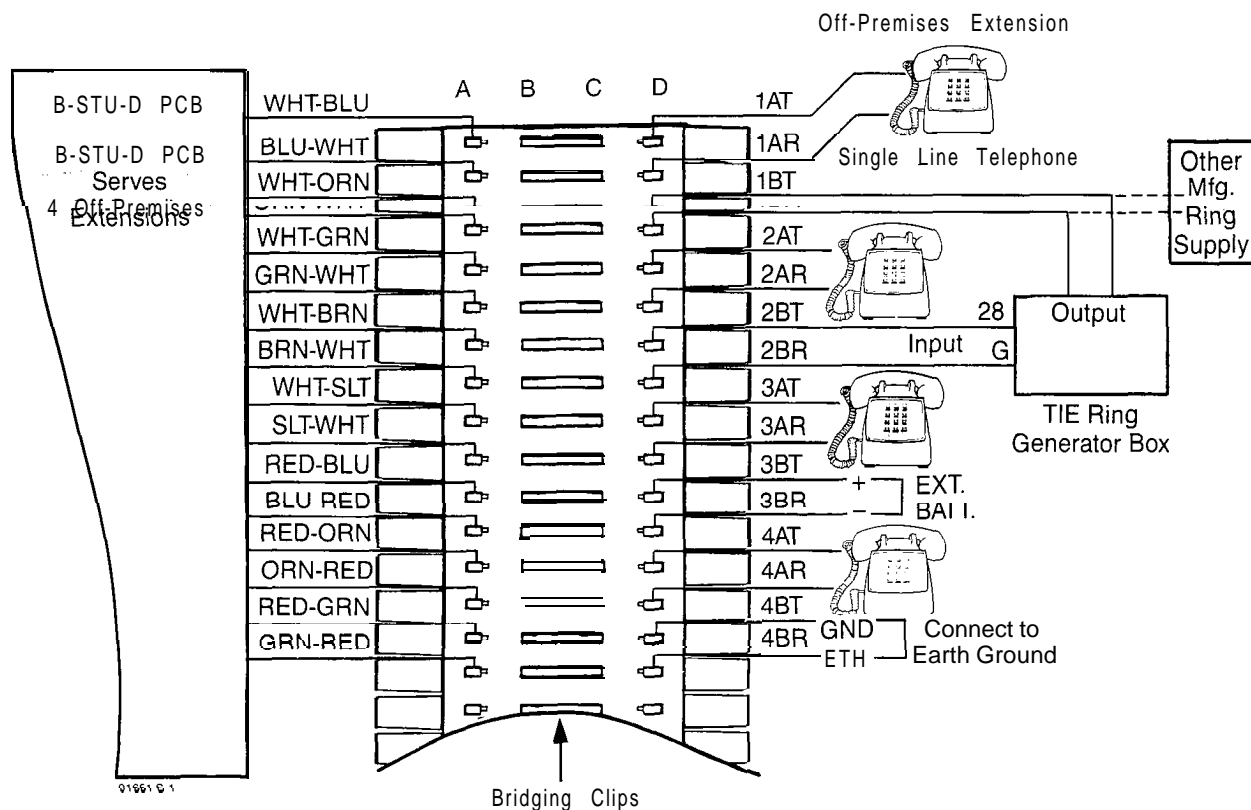 Off-Premises Extension
B-STU-D PCB
A B C D
WHT-BLU
1AT
BLU-WHT
1AR
B-STU-D PCB
Serves
4 Off-Premises
Extensions
Single Line Telephone
WHT-ORN
1BT
Other
Mfg.
Ring
Supply
WHT-GRN
2AT
GRN-WHT
2AR
WHT-BRN
2BT
28
Output
BRN-WHT
2BR
Input
G
WHT-SLT
3AT
TIE Ring
Generator Box
SLT-WHT
3AR
RED-BLU
3BT
+
EXT.
BLU RED
3BR
–
BATT.
RED-ORN
4AT
ORN-RED
4AR
RED-GRN
4BT
GND
Connect to
Earth Ground
GRN-RED
4BR
ETH
Bridging Clips